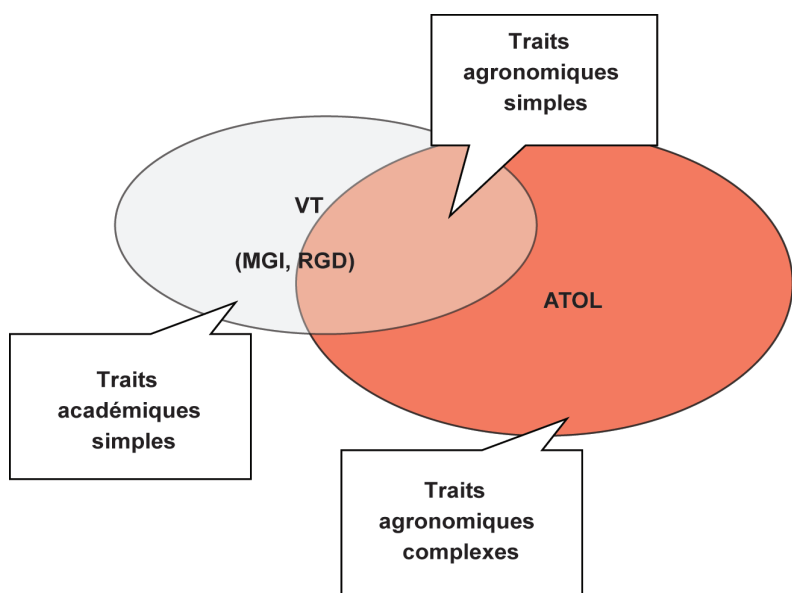 Traits
agronomiques
simples
VT
(MGI, RGD)
ATOL
Traits
académiques
simples
Traits
agronomiques
complexes